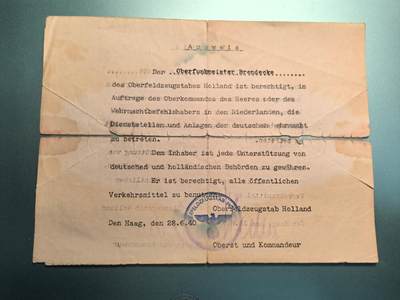 Ausweis
Der ..Oberfunkmeister Brendecke........
des Oberfeldzeugstabes Holland ist berechtigt, in
Auftrage des Oberkommandos des Heeres oder des
Wehrmachtbefehlshabers in den Niederlanden, die
Dienststellen und Anlagen der deutschen Wehrmacht
zu betreten.
Dem Inhaber ist jede Unterstützung von
deutschen und holländischen Behörden zu gewähren.
Er ist berechtigt, alle öffentlichen
Verkehrsmittel zu benutzen.
Oberfeldzeugstab Holland
Den Haag, den 28.6.40
Oberst und Kommandeur